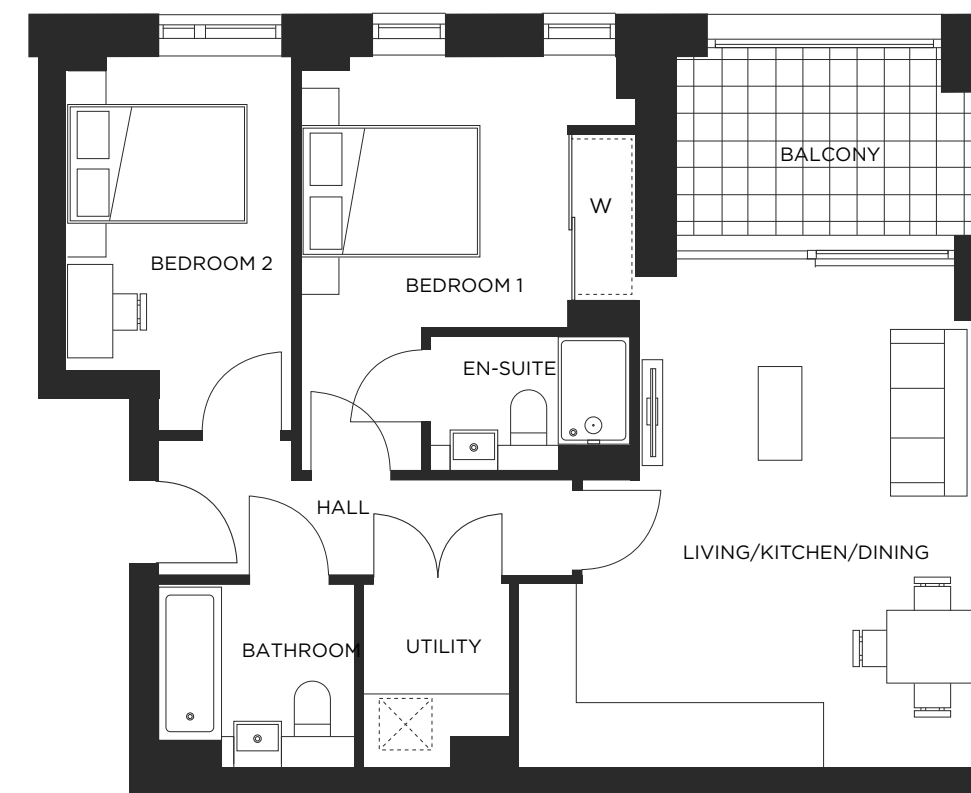 BALCONY
W
BEDROOM 2
BEDROOM 1
EN-SUITE
HALL
LIVING/KITCHEN/DINING
BATHROOM
UTILITY